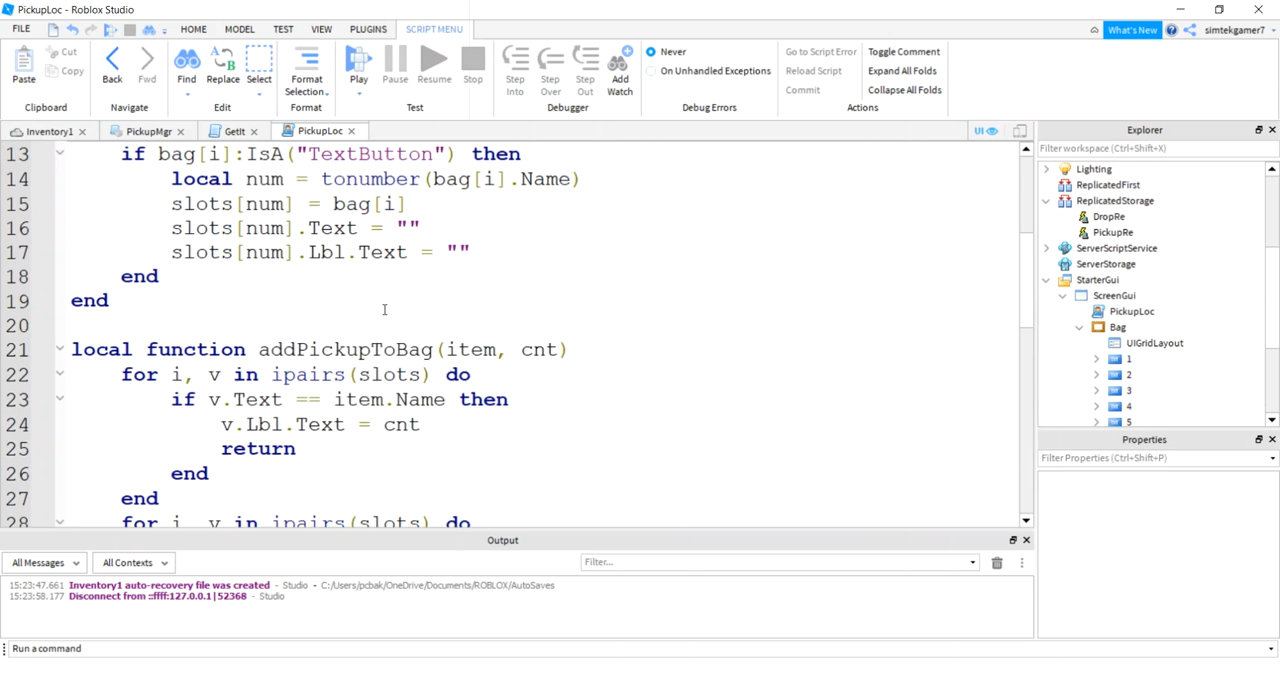 PickupLoc - Roblox Studio
FILE HOME MODEL TEST VIEW PLUGINS SCRIPT MENU What's New simtekgamer7
Paste Cut Copy Back Fwd Find Replace Select Format Selection Play Pause Resume Stop Step Into Step Over Step Out Add Watch Never On Unhandled Exceptions Go to Script Error Reload Script Commit Toggle Comment Expand All Folds Collapse All Folds
Clipboard Navigate Edit Format Test Debugger Debug Errors Actions
Inventory1 PickupMgr GetIt PickupLoc UI
13 if bag[i]:IsA("TextButton") then
14 local num = tonumber(bag[i].Name)
15 slots[num] = bag[i]
16 slots[num].Text = ""
17 slots[num].Lbl.Text = ""
18 end
19 end
20
21 local function addPickupToBag(item, cnt)
22 for i, v in ipairs(slots) do
23 if v.Text == item.Name then
24 v.Lbl.Text = cnt
25 return
26 end
27 end
28 for i, v in ipairs(slots) do
Explorer
Filter workspace (Ctrl+Shift+X)
Lighting
ReplicatedFirst
ReplicatedStorage
DropRe
PickupRe
ServerScriptService
ServerStorage
StarterGui
ScreenGui
PickupLoc
Bag
UIGridLayout
1
2
3
4
5
Properties
Filter Properties (Ctrl+Shift+P)
Output
All Messages All Contexts Filter...
15:23:47.661 Inventory1 auto-recovery file was created - Studio - C:/Users/pcbak/OneDrive/Documents/ROBLOX/AutoSaves
15:23:58.177 Disconnect from ::ffff:127.0.0.1|52368 - Studio
Run a command